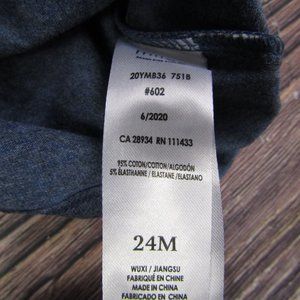 20YMB36 751B
#602
6/2020
CA 28934 RN 111433
95% COTON/COTTON/ALGODÓN
5% ÉLASTHANNE / ELASTANE /ELASTANO
24M
WUXI / JIANGSU
FABRIQUÉ EN CHINE
MADE IN CHINA
FABRICADO EN CHINA